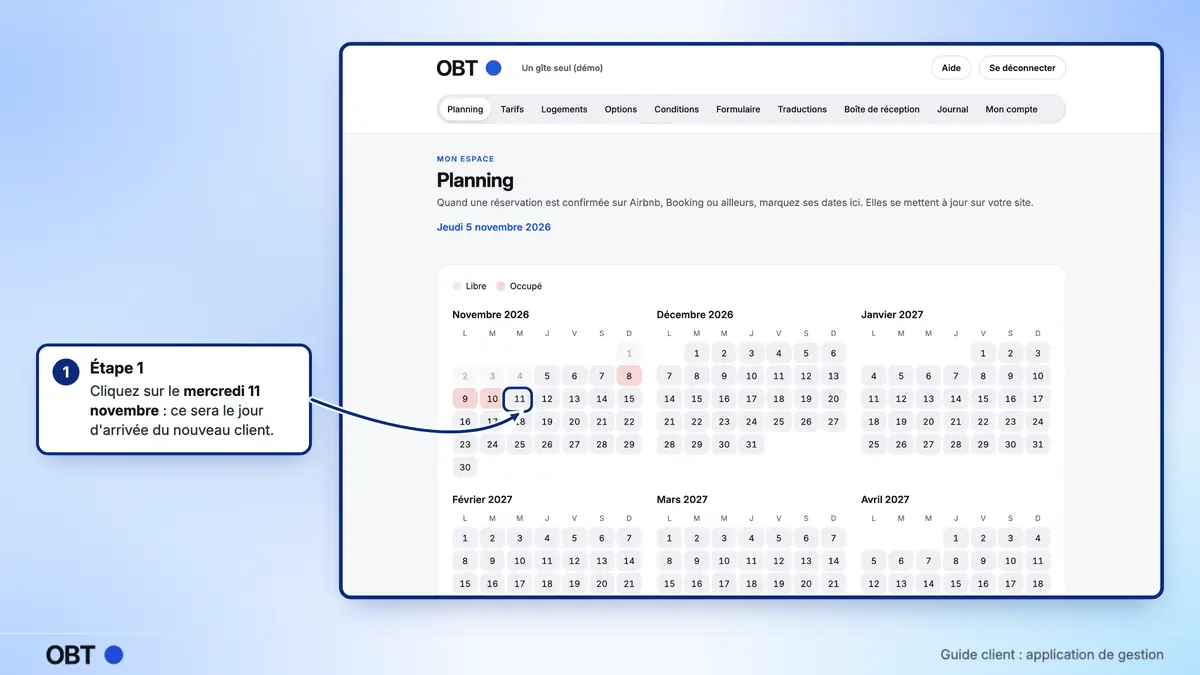 OBT
Un gîte seul (démo)
Aide
Se déconnecter
Planning Tarifs Logements Options Conditions Formulaire Traductions Boîte de réception Journal Mon compte
MON ESPACE
Planning
Quand une réservation est confirmée sur Airbnb, Booking ou ailleurs, marquez ses dates ici. Elles se mettent à jour sur votre site.
Jeudi 5 novembre 2026
Libre Occupé
Novembre 2026
L M M J V S D
1
2 3 4 5 6 7 8
9 10 11 12 13 14 15
16 17 18 19 20 21 22
23 24 25 26 27 28 29
30
Décembre 2026
L M M J V S D
1 2 3 4 5 6
7 8 9 10 11 12 13
14 15 16 17 18 19 20
21 22 23 24 25 26 27
28 29 30 31
Janvier 2027
L M M J V S D
1 2 3
4 5 6 7 8 9 10
11 12 13 14 15 16 17
18 19 20 21 22 23 24
25 26 27 28 29 30 31
Février 2027
L M M J V S D
1 2 3 4 5 6 7
8 9 10 11 12 13 14
15 16 17 18 19 20 21
Mars 2027
L M M J V S D
1 2 3 4 5 6 7
8 9 10 11 12 13 14
15 16 17 18 19 20 21
Avril 2027
L M M J V S D
1 2 3 4
5 6 7 8 9 10 11
12 13 14 15 16 17 18
1
Étape 1
Cliquez sur le mercredi 11
novembre : ce sera le jour
d'arrivée du nouveau client.
OBT
Guide client : application de gestion